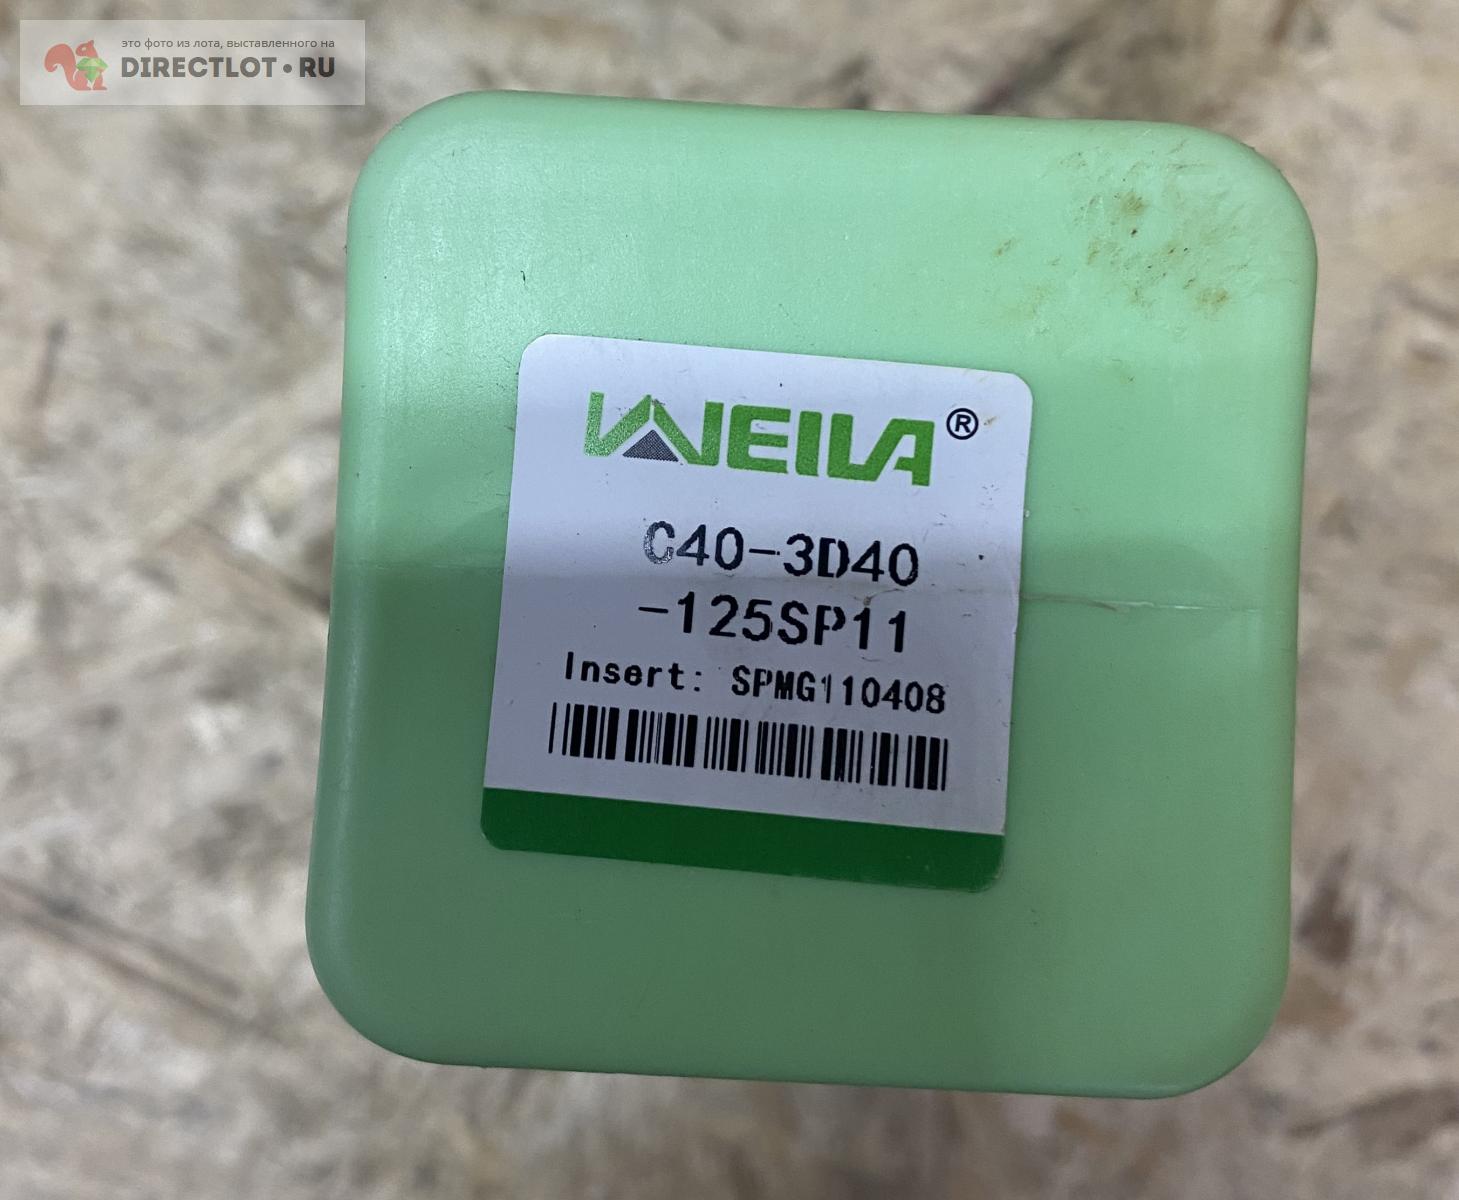 это фото из лота, выставленного на
DIRECTLOT•RU
WEILA®
C40-3D40
-125SP11
Insert: SPMG110408